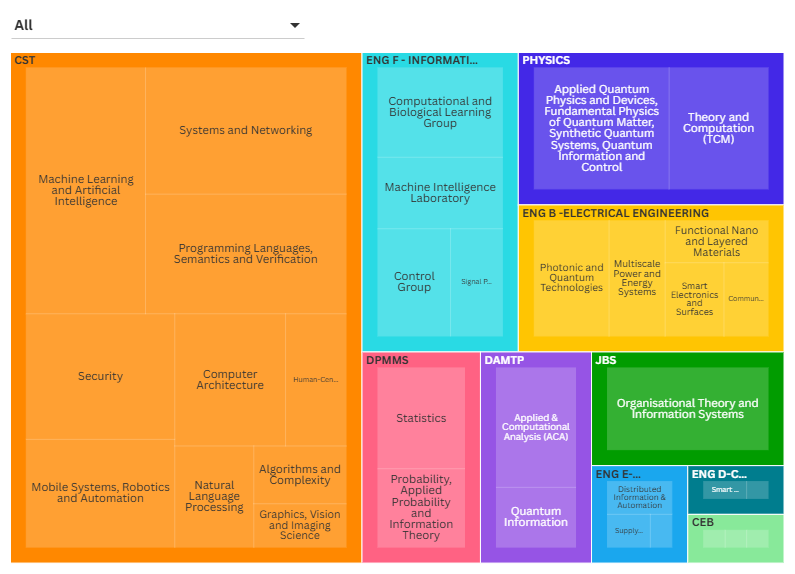 All
CST
Machine Learning
and Artificial
Intelligence
Systems and Networking
Programming Languages,
Semantics and Verification
Security
Computer
Architecture
Human-Cen...
Mobile Systems, Robotics
and Automation
Natural
Language
Processing
Algorithms and
Complexity
Graphics, Vision
and Imaging
Science
ENG F - INFORMATI...
Computational and
Biological Learning
Group
Machine Intelligence
Laboratory
Control
Group
Signal P...
PHYSICS
Applied Quantum
Physics and Devices,
Fundamental Physics
of Quantum Matter,
Synthetic Quantum
Systems, Quantum
Information and
Control
Theory and
Computation
(TCM)
ENG B -ELECTRICAL ENGINEERING
Photonic and
Quantum
Technologies
Multiscale
Power and
Energy
Systems
Functional Nano
and Layered
Materials
Smart
Electronics
and
Surfaces
Commun...
DPMMS
Statistics
Probability,
Applied
Probability
and
Information
Theory
DAMTP
Applied &
Computational
Analysis (ACA)
Quantum
Information
JBS
Organisational Theory and
Information Systems
ENG E-...
Distributed
Information &
Automation
Supply...
ENG D-C...
Smart ...
CEB